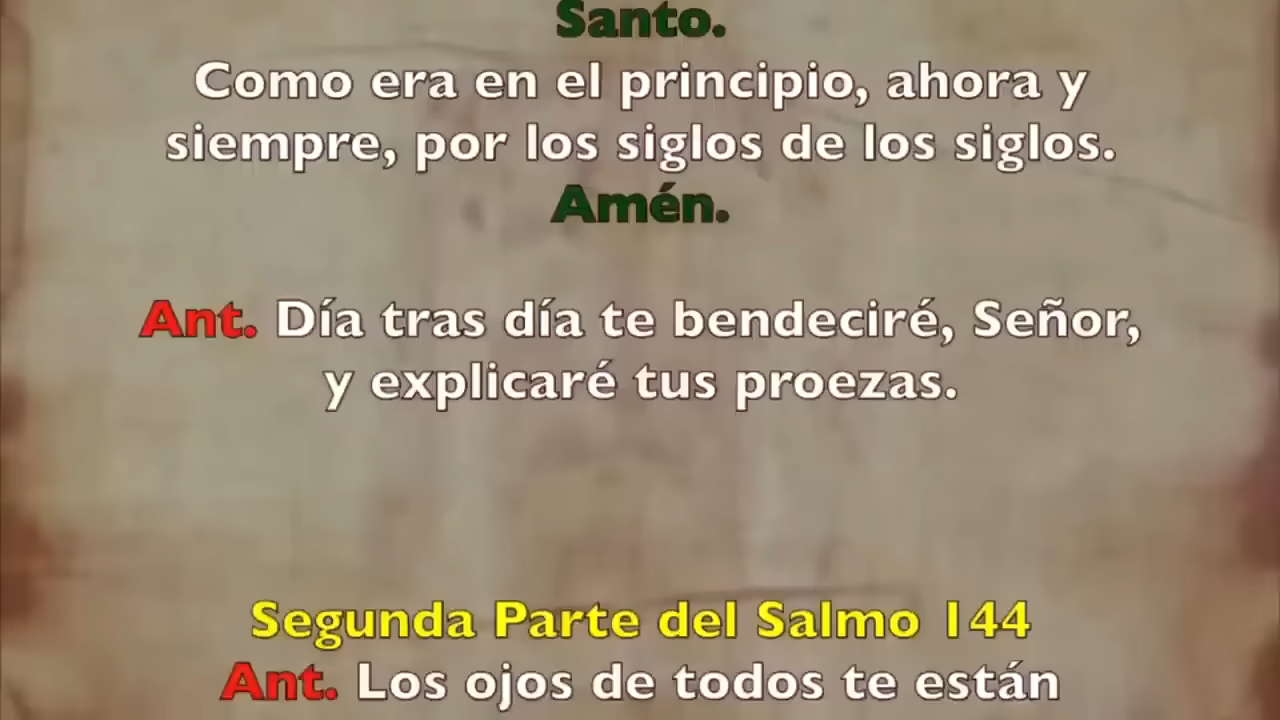 Santo.
Como era en el principio, ahora y
siempre, por los siglos de los siglos.
Amén.
Ant. Día tras día te bendeciré, Señor,
y explicaré tus proezas.
Segunda Parte del Salmo 144
Ant. Los ojos de todos te están